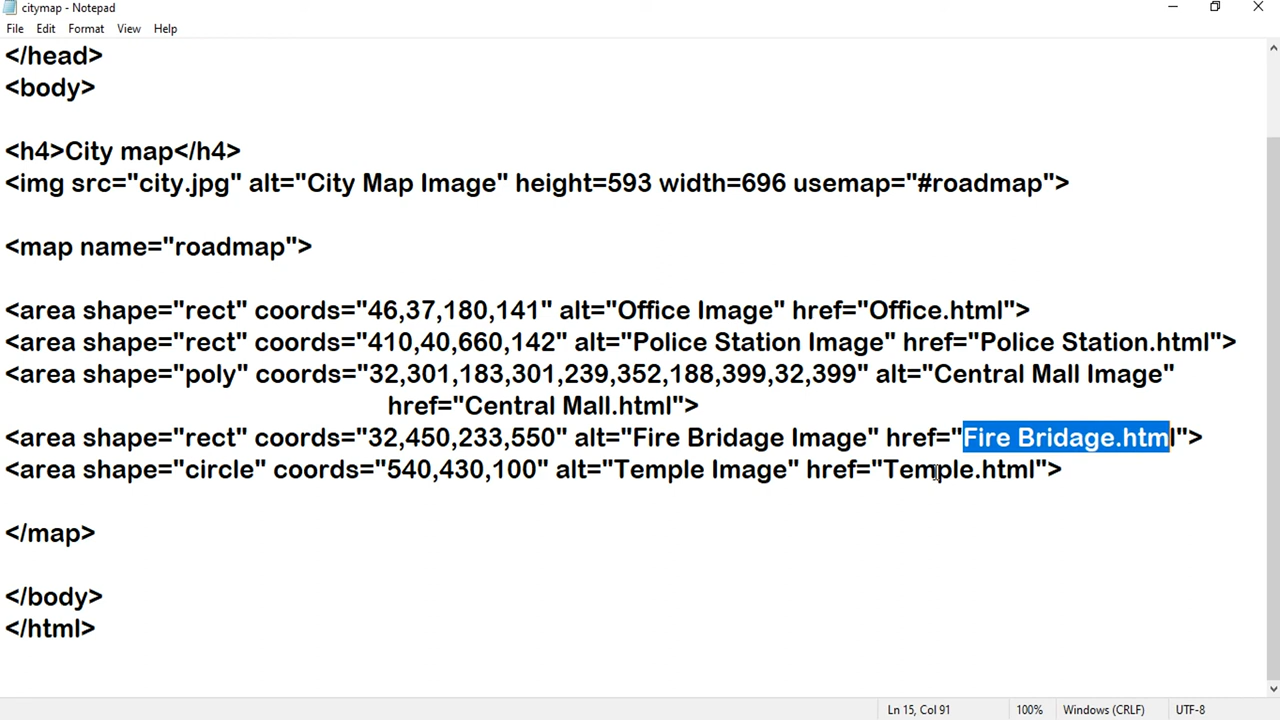 citymap - Notepad
File Edit Format View Help
</head>
<body>
<h4>City map</h4>
<img src="city.jpg" alt="City Map Image" height=593 width=696 usemap="#roadmap">
<map name="roadmap">
<area shape="rect" coords="46,37,180,141" alt="Office Image" href="Office.html">
<area shape="rect" coords="410,40,660,142" alt="Police Station Image" href="Police Station.html">
<area shape="poly" coords="32,301,183,301,239,352,188,399,32,399" alt="Central Mall Image"
href="Central Mall.html">
<area shape="rect" coords="32,450,233,550" alt="Fire Bridage Image" href="Fire Bridage.html">
<area shape="circle" coords="540,430,100" alt="Temple Image" href="Temple.html">
</map>
</body>
</html>
Ln 15, Col 91 100% Windows (CRLF) UTF-8